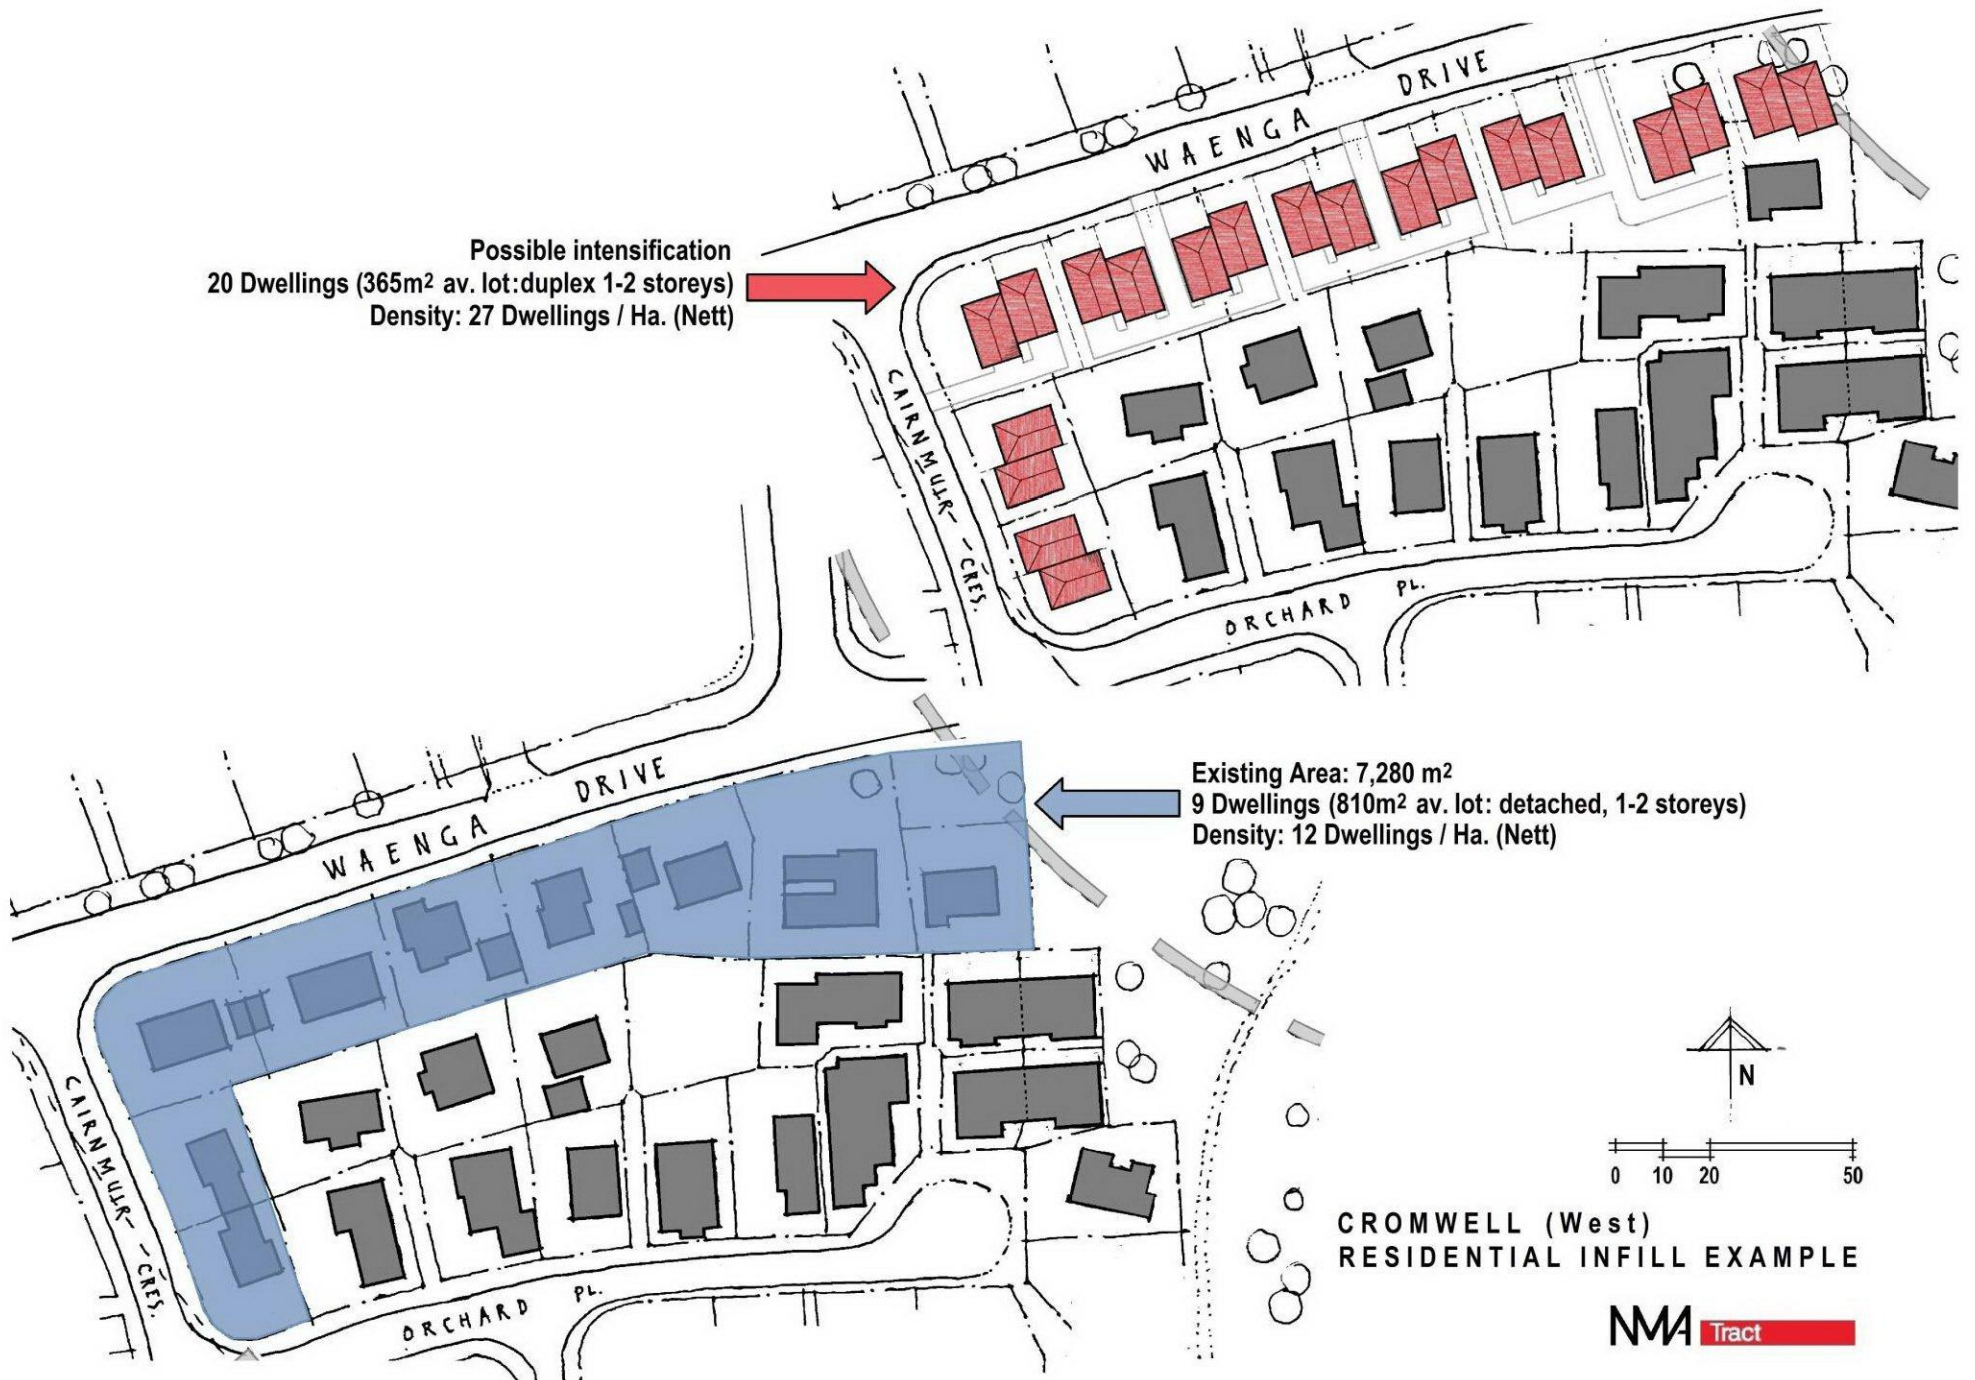 WAENGA DRIVE
Possible intensification
20 Dwellings (365m² av. lot:duplex 1-2 storeys)
Density: 27 Dwellings / Ha. (Nett)
CAIRNMUIR CRES.
ORCHARD PL.
WAENGA DRIVE
Existing Area: 7,280 m²
9 Dwellings (810m² av. lot: detached, 1-2 storeys)
Density: 12 Dwellings / Ha. (Nett)
CAIRNMUIR CRES.
ORCHARD PL.
N
0 10 20 50
CROMWELL (West)
RESIDENTIAL INFILL EXAMPLE
NMA Tract